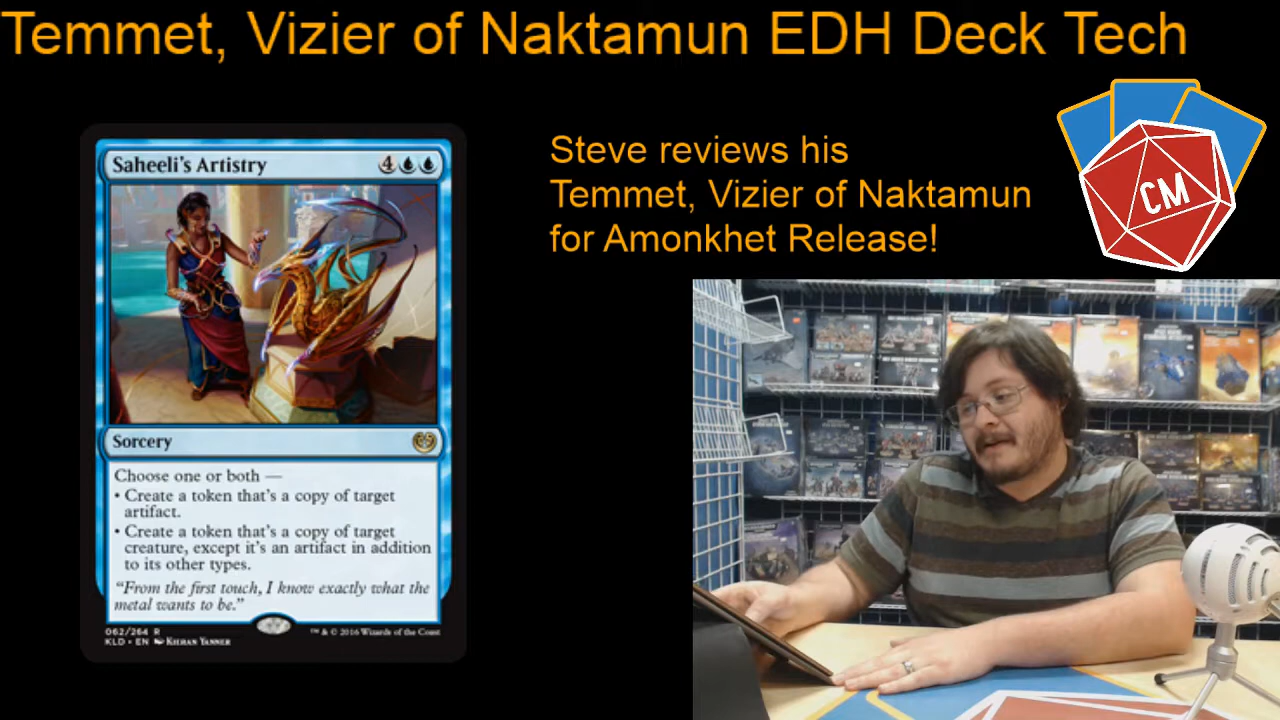 Temmet, Vizier of Naktamun EDH Deck Tech
Saheeli's Artistry 4
Steve reviews his
Temmet, Vizier of Naktamun
for Amonkhet Release!
CM
Sorcery
Choose one or both —
• Create a token that's a copy of target
artifact.
• Create a token that's a copy of target
creature, except it's an artifact in addition
to its other types.
"From the first touch, I know exactly what the
metal wants to be."
062/264 R
KLD • EN KIERAN YANNER
™ & © 2016 Wizards of the Coast